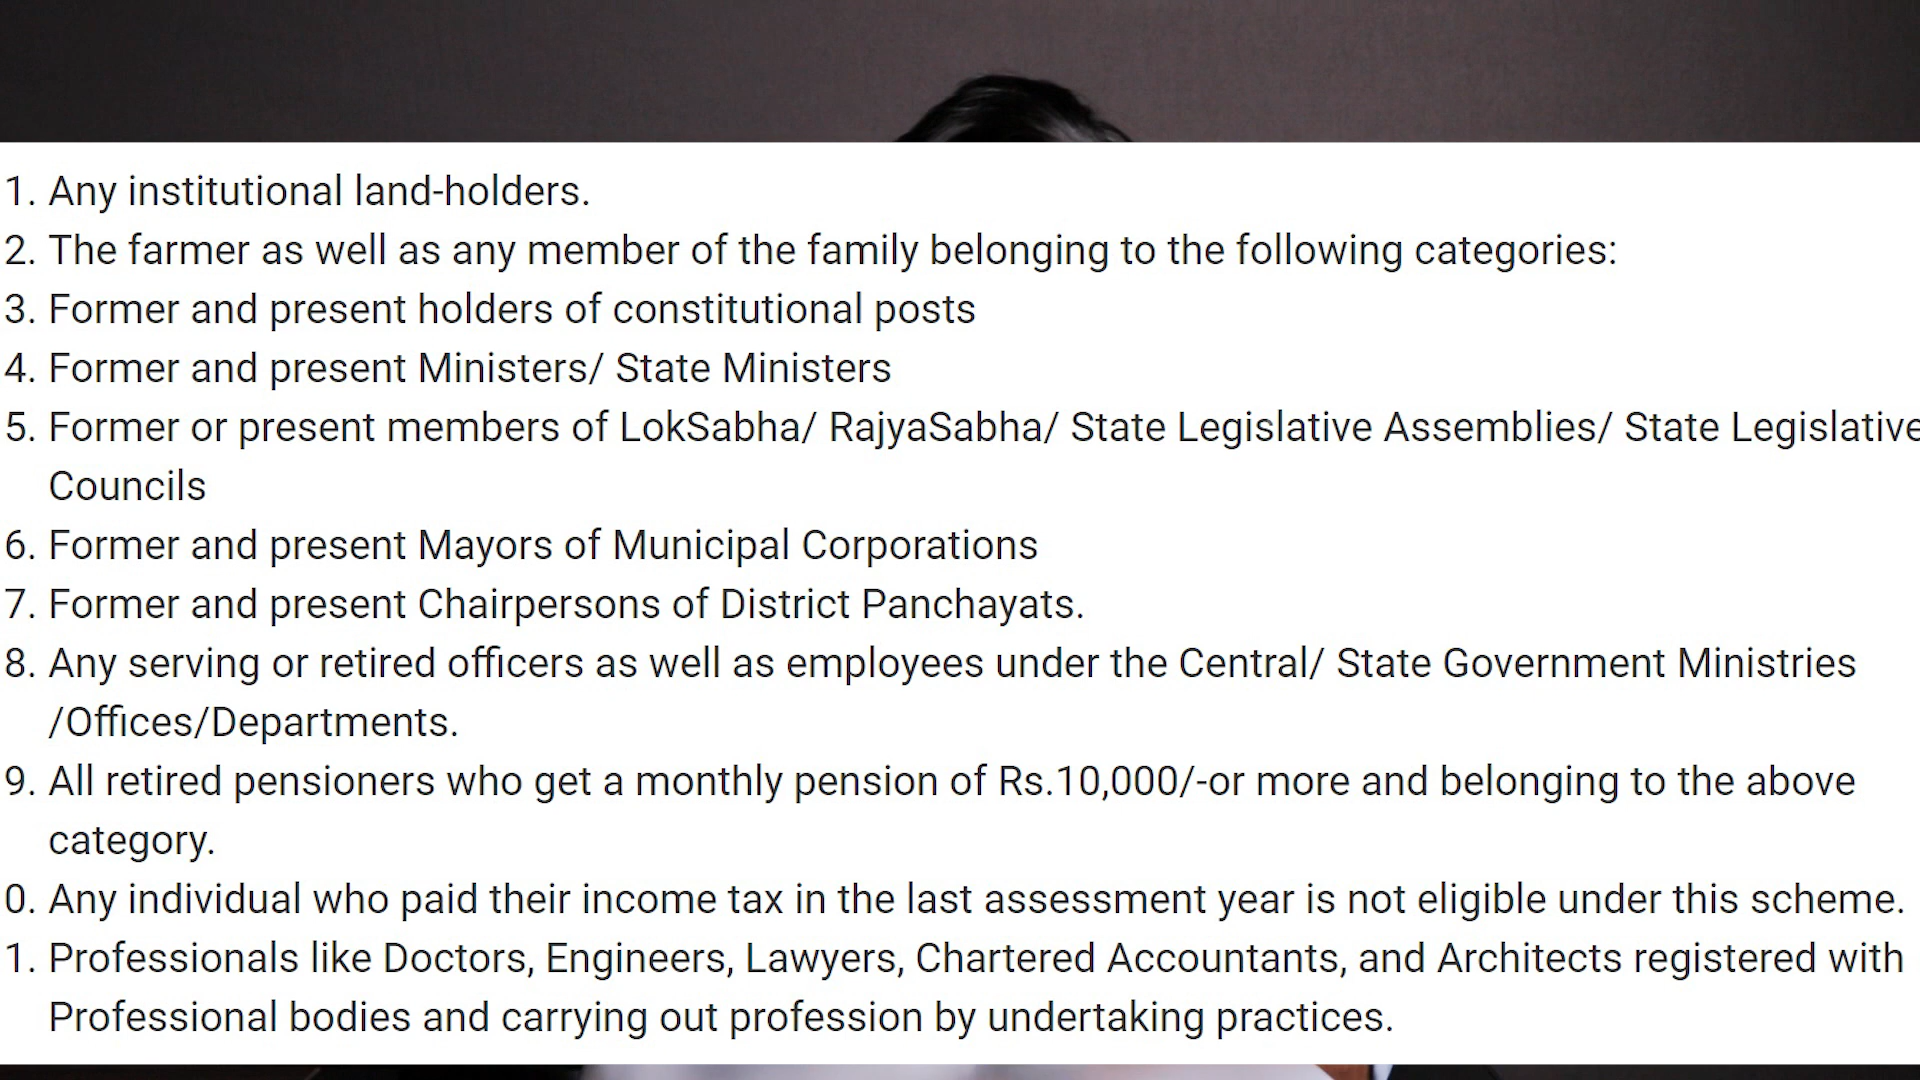 1. Any institutional land-holders.
2. The farmer as well as any member of the family belonging to the following categories:
3. Former and present holders of constitutional posts
4. Former and present Ministers/ State Ministers
5. Former or present members of LokSabha/ RajyaSabha/ State Legislative Assemblies/ State Legislative
Councils
6. Former and present Mayors of Municipal Corporations
7. Former and present Chairpersons of District Panchayats.
8. Any serving or retired officers as well as employees under the Central/ State Government Ministries
/Offices/Departments.
9. All retired pensioners who get a monthly pension of Rs.10,000/-or more and belonging to the above
category.
0. Any individual who paid their income tax in the last assessment year is not eligible under this scheme.
1. Professionals like Doctors, Engineers, Lawyers, Chartered Accountants, and Architects registered with
Professional bodies and carrying out profession by undertaking practices.